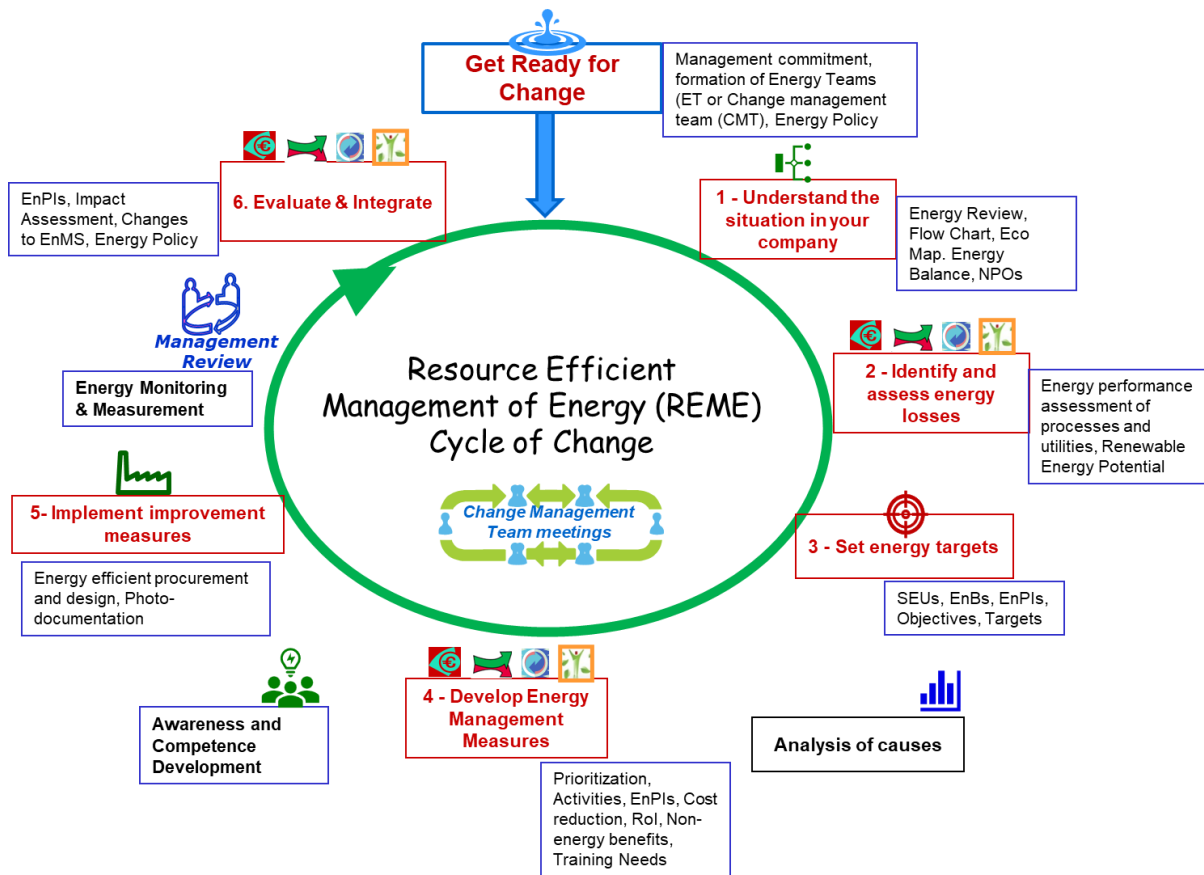 Get Ready for
Change
Management commitment,
formation of Energy Teams
(ET or Change management
team (CMT), Energy Policy
1 - Understand the
situation in your
company
Energy Review,
Flow Chart, Eco
Map. Energy
Balance, NPOs
2 - Identify and
assess energy
losses
Energy performance
assessment of
processes and
utilities, Renewable
Energy Potential
3 - Set energy targets
SEUs, EnBs, EnPIs,
Objectives, Targets
Analysis of causes
4 - Develop Energy
Management
Measures
Prioritization,
Activities, EnPIs, Cost
reduction, RoI, Non-
energy benefits,
Training Needs
Awareness and
Competence
Development
5- Implement improvement
measures
Energy efficient procurement
and design, Photo-
documentation
Energy Monitoring
& Measurement
Management
Review
6. Evaluate & Integrate
EnPIs, Impact
Assessment, Changes
to EnMS, Energy Policy
Resource Efficient
Management of Energy (REME)
Cycle of Change
Change Management
Team meetings